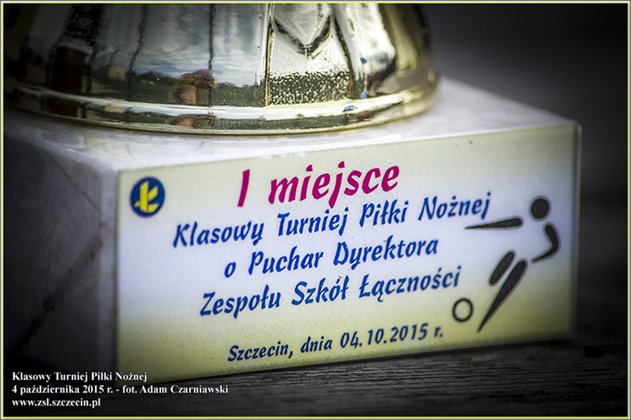 I miejsce
Klasowy Turniej Piłki Nożnej
o Puchar Dyrektora
Zespołu Szkół Łączności
Szczecin, dnia 04.10.2015 r.
Klasowy Turniej Piłki Nożnej
4 października 2015 r. - fot. Adam Czarniawski
www.zsl.szczecin.pl